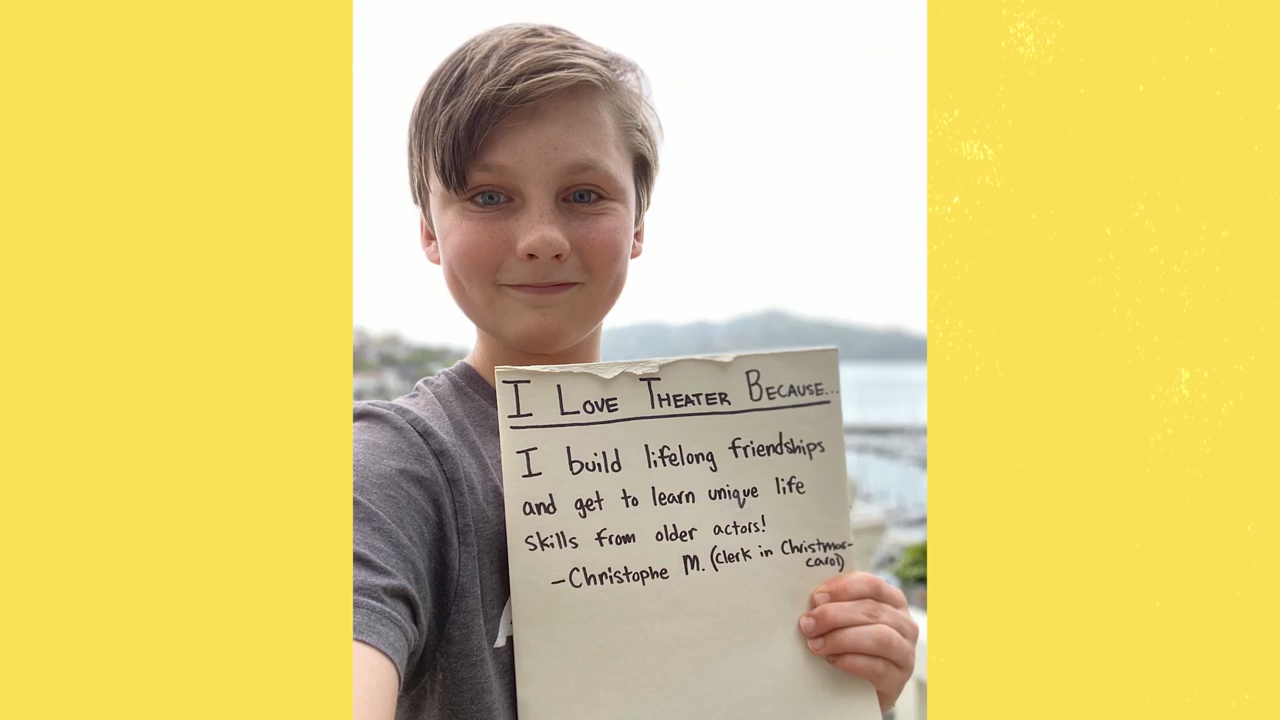 I LOVE THEATER BECAUSE...
I build lifelong friendships
and get to learn unique life
skills from older actors!
-Christophe M. (Clerk in Christmas-
carol)